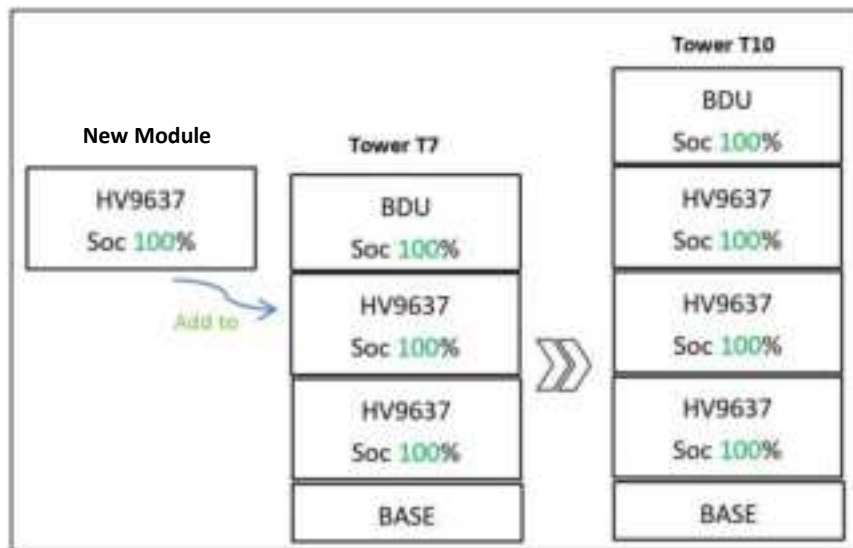 New Module
HV9637
Soc 100%
Add to
Tower T7
BDU
Soc 100%
HV9637
Soc 100%
HV9637
Soc 100%
BASE
Tower T10
BDU
Soc 100%
HV9637
Soc 100%
HV9637
Soc 100%
HV9637
Soc 100%
BASE